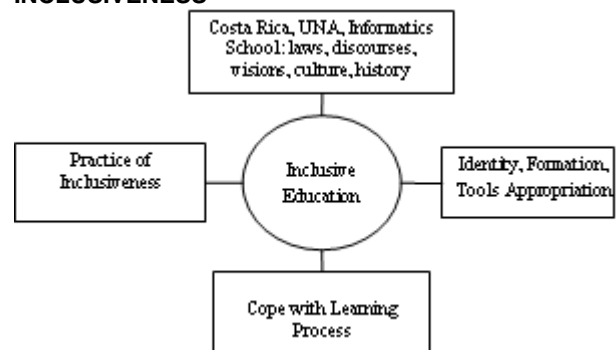 INCLUSIVENESS
Costa Rica, UNA, Informatics
School: laws, discourses,
visions, culture, history
Practice of
Inclusiveness
Inclusive
Education
Identity, Formation,
Tools Appropriation
Cope with Learning
Process